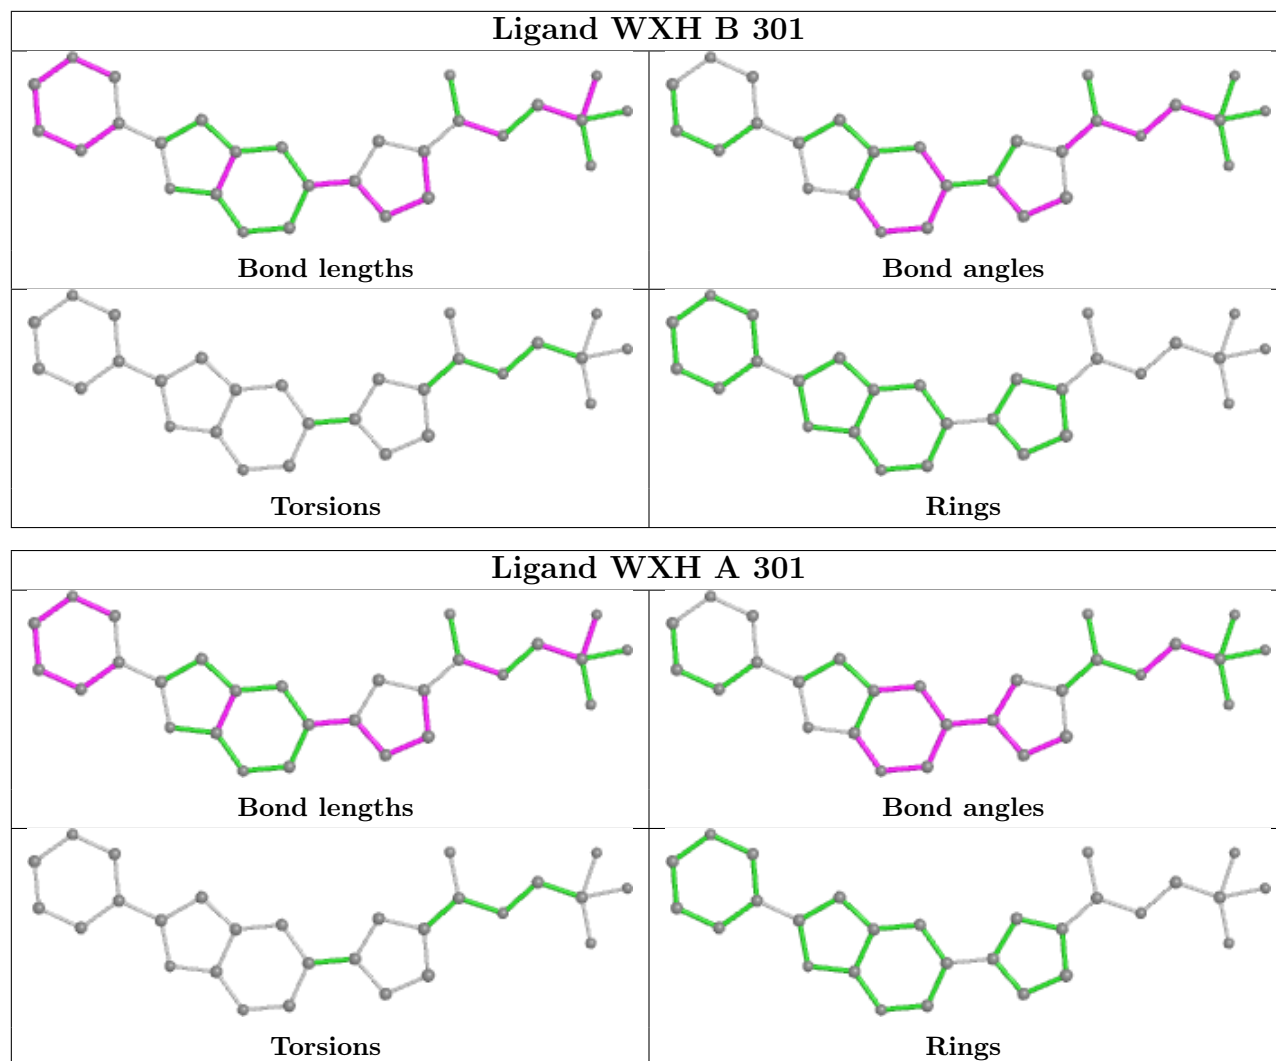 Ligand WXH B 301
Bond lengths
Bond angles
Torsions
Rings
Ligand WXH A 301
Bond lengths
Bond angles
Torsions
Rings